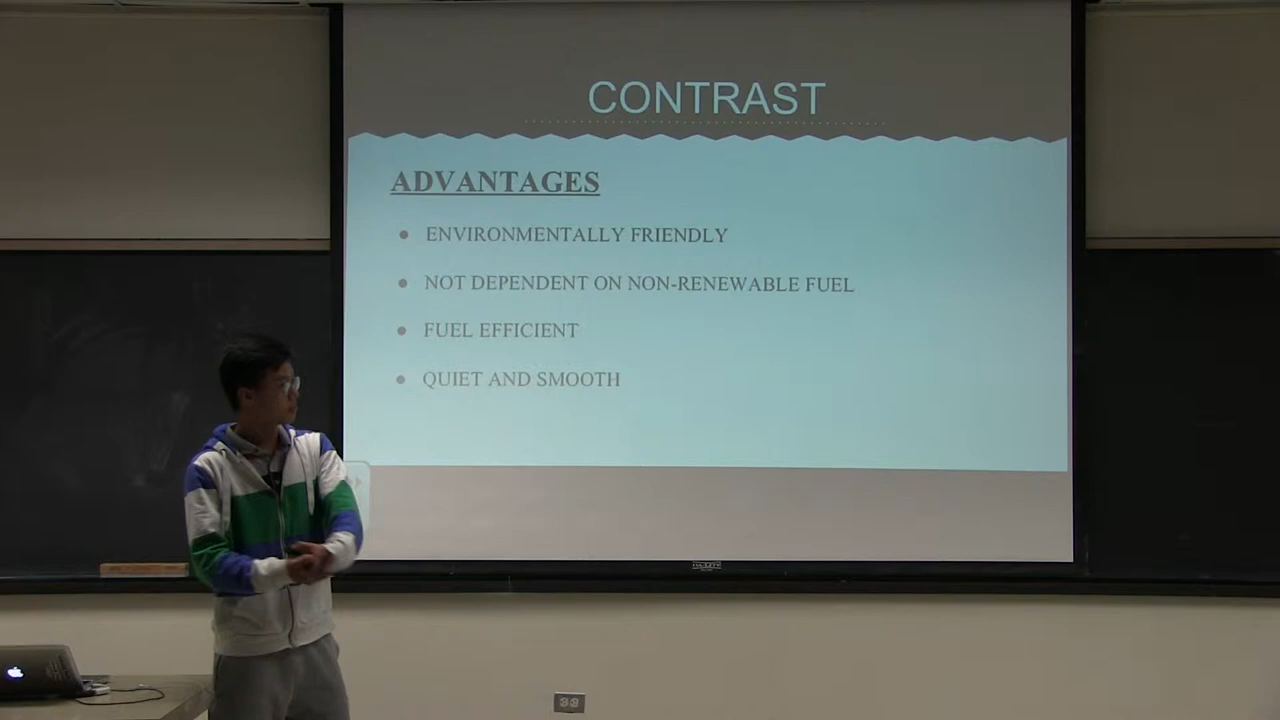 CONTRAST
ADVANTAGES
● ENVIRONMENTALLY FRIENDLY
● NOT DEPENDENT ON NON-RENEWABLE FUEL
● FUEL EFFICIENT
● QUIET AND SMOOTH